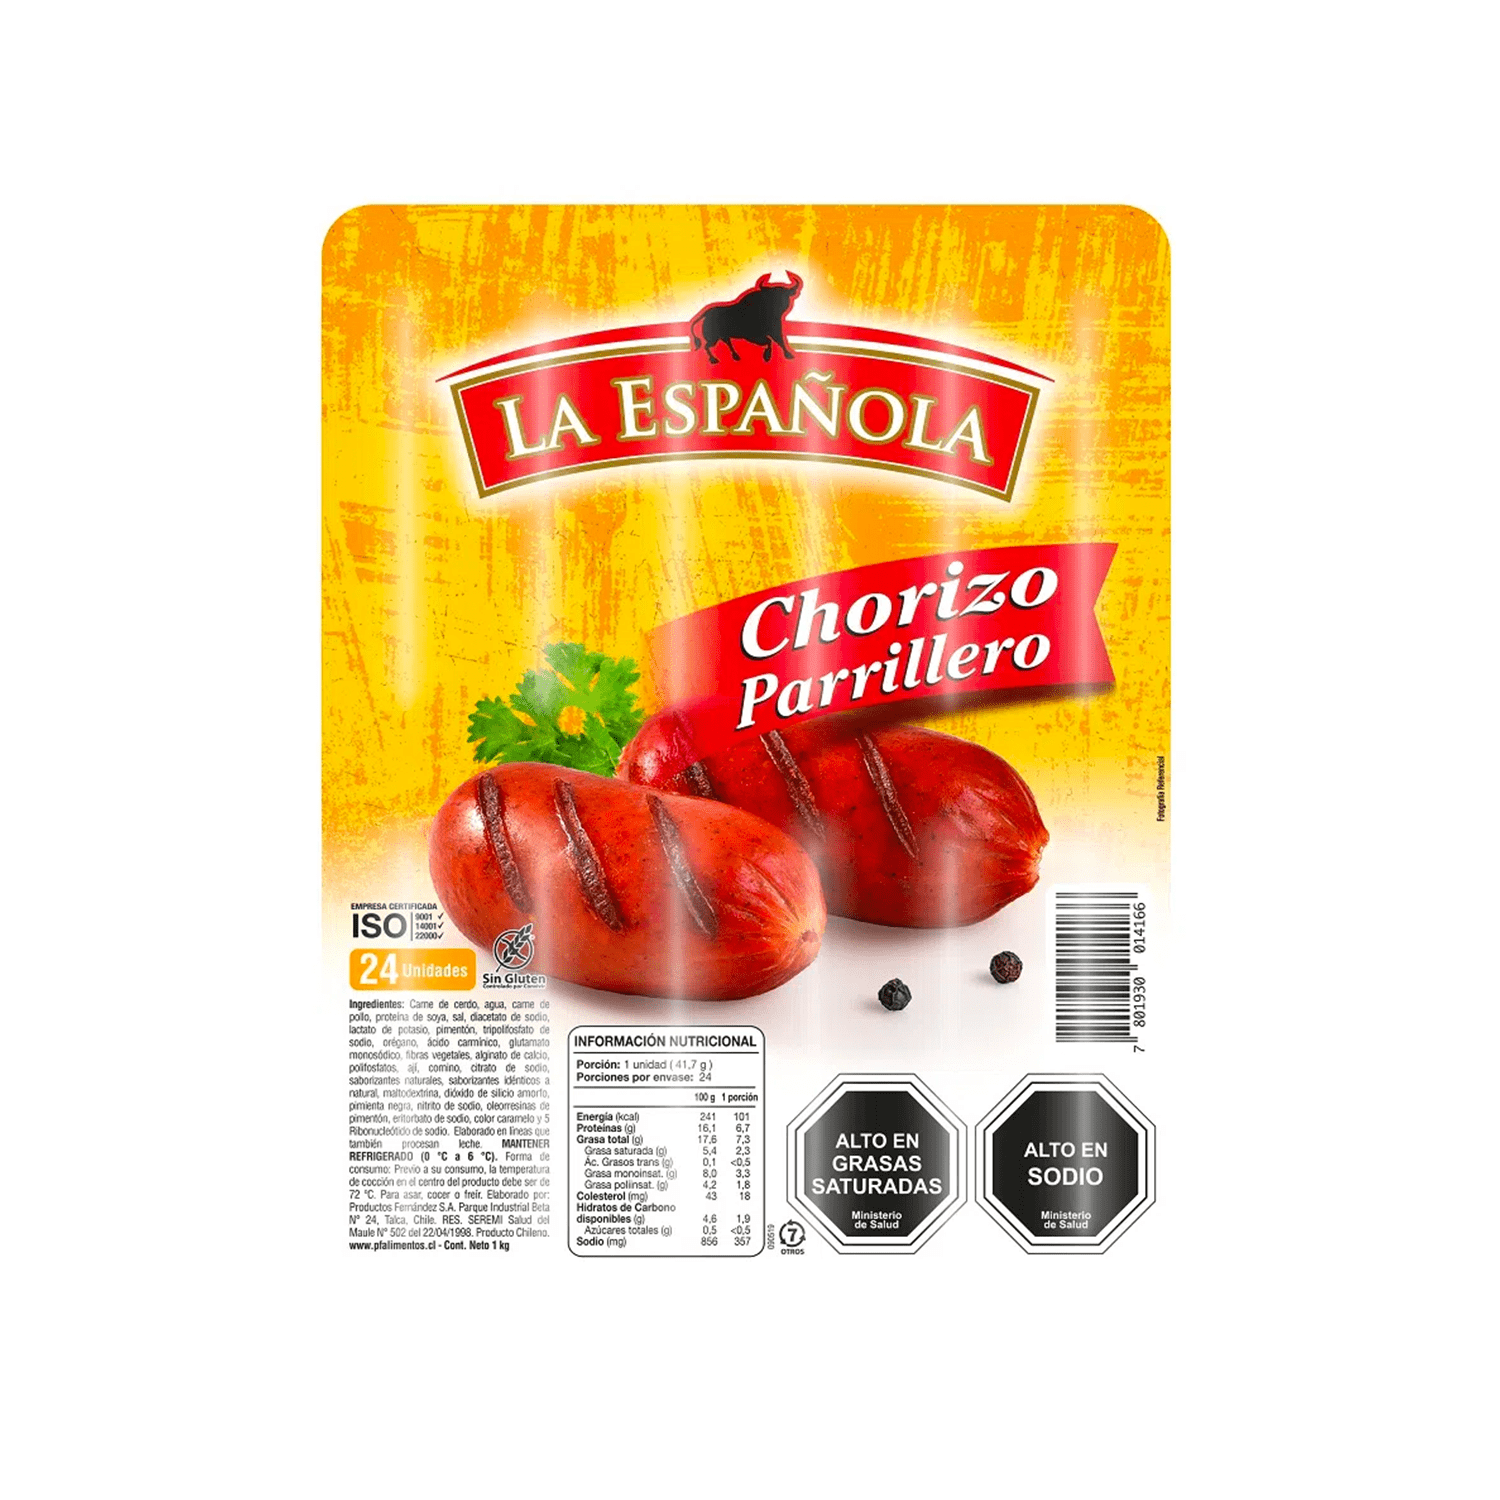 LA ESPAÑOLA
Chorizo
Parrillero
Fotografía Referencial
EMPRESA CERTIFICADA
ISO 9001 ✓
14001 ✓
22000 ✓
24 Unidades
Sin Gluten
Controlado por Convivir
Ingredientes: Carne de cerdo, agua, carne de
pollo, proteína de soya, sal, diacetato de sodio,
lactato de potasio, pimentón, tripolifosfato de
sodio, orégano, ácido carmínico, glutamato
monosódico, fibras vegetales, alginato de calcio,
polifosfatos, ají, comino, citrato de sodio,
saborizantes naturales, saborizantes idénticos a
natural, maltodextrina, dióxido de silicio amorfo,
pimienta negra, nitrito de sodio, oleorresinas de
pimentón, eritorbato de sodio, color caramelo y 5
Ribonucleótido de sodio. Elaborado en líneas que
también procesan leche. MANTENER
REFRIGERADO (0 °C a 6 °C). Forma de
consumo: Previo a su consumo, la temperatura
de cocción en el centro del producto debe ser de
72 °C. Para asar, cocer o freír. Elaborado por:
Productos Fernández S.A. Parque Industrial Beta
N° 24, Talca, Chile. RES. SEREMI Salud del
Maule N° 502 del 22/04/1998. Producto Chileno.
www.pfalimentos.cl - Cont. Neto 1 kg
INFORMACIÓN NUTRICIONAL
Porción: 1 unidad (41,7 g)
Porciones por envase: 24
100 g 1 porción
Energía (kcal) 241 101
Proteínas (g) 16,1 6,7
Grasa total (g) 17,6 7,3
Grasa saturada (g) 5,4 2,3
Ác. Grasos trans (g) 0,1 <0,5
Grasa monoinsat. (g) 8,0 3,3
Grasa poliinsat. (g) 4,2 1,8
Colesterol (mg) 43 18
Hidratos de Carbono
disponibles (g) 4,6 1,9
Azúcares totales (g) 0,5 <0,5
Sodio (mg) 856 357
090519
7
OTROS
7 801930 014166
ALTO EN
GRASAS
SATURADAS
Ministerio
de Salud
ALTO EN
SODIO
Ministerio
de Salud